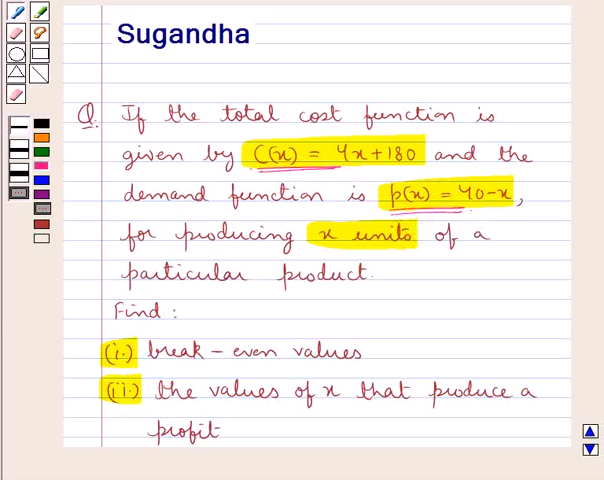 Sugandha
Q. If the total cost function is
given by C(x) = 4x+180 and the
demand function is p(x) = 40-x,
for producing x units of a
particular product.
Find :
(i.) break - even values
(ii.) the values of x that produce a
profit